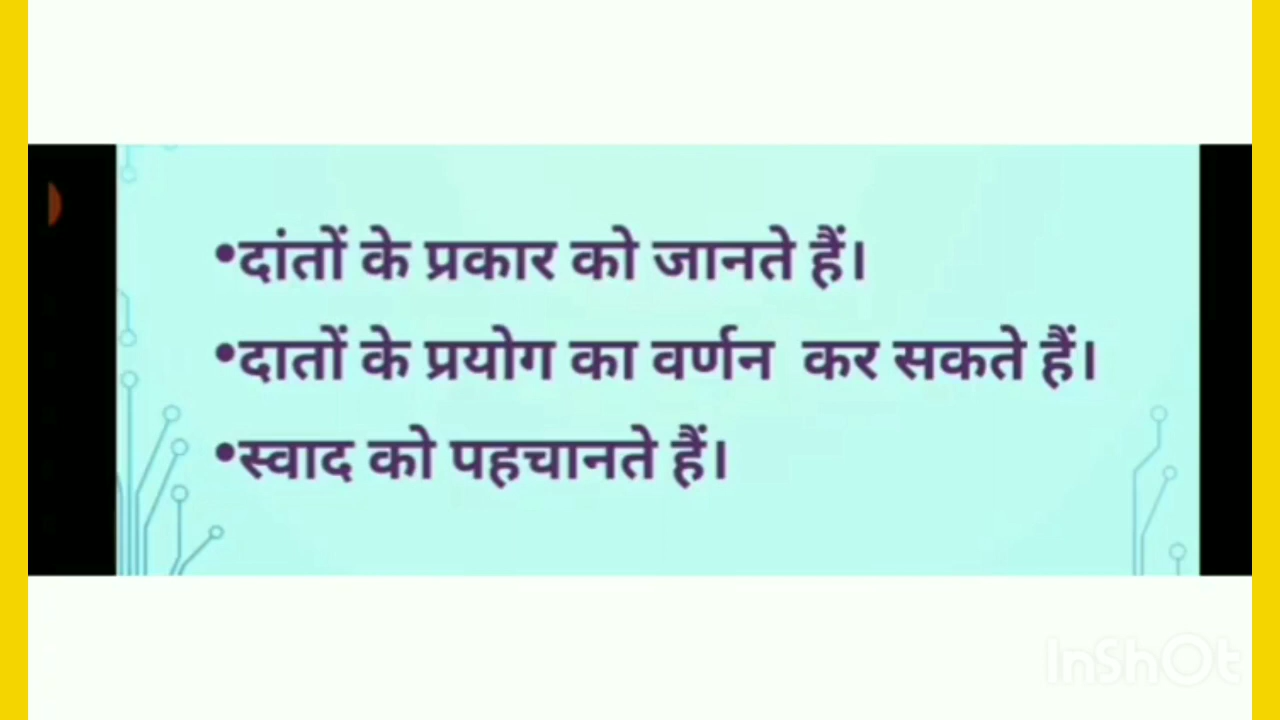 •दांतों के प्रकार को जानते हैं।
•दातों के प्रयोग का वर्णन कर सकते हैं।
•स्वाद को पहचानते हैं।
InShOt